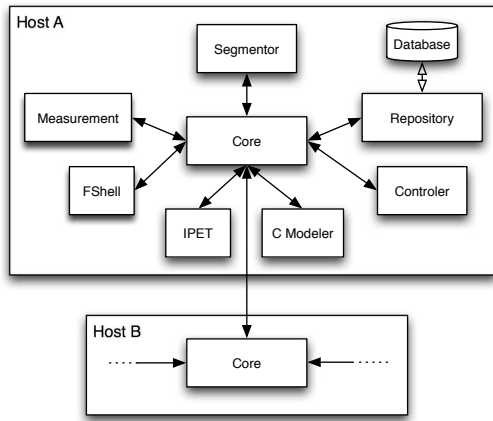 Host A
Segmentor
Database
Measurement
Core
Repository
FShell
Controler
IPET
C Modeler
Host B
Core